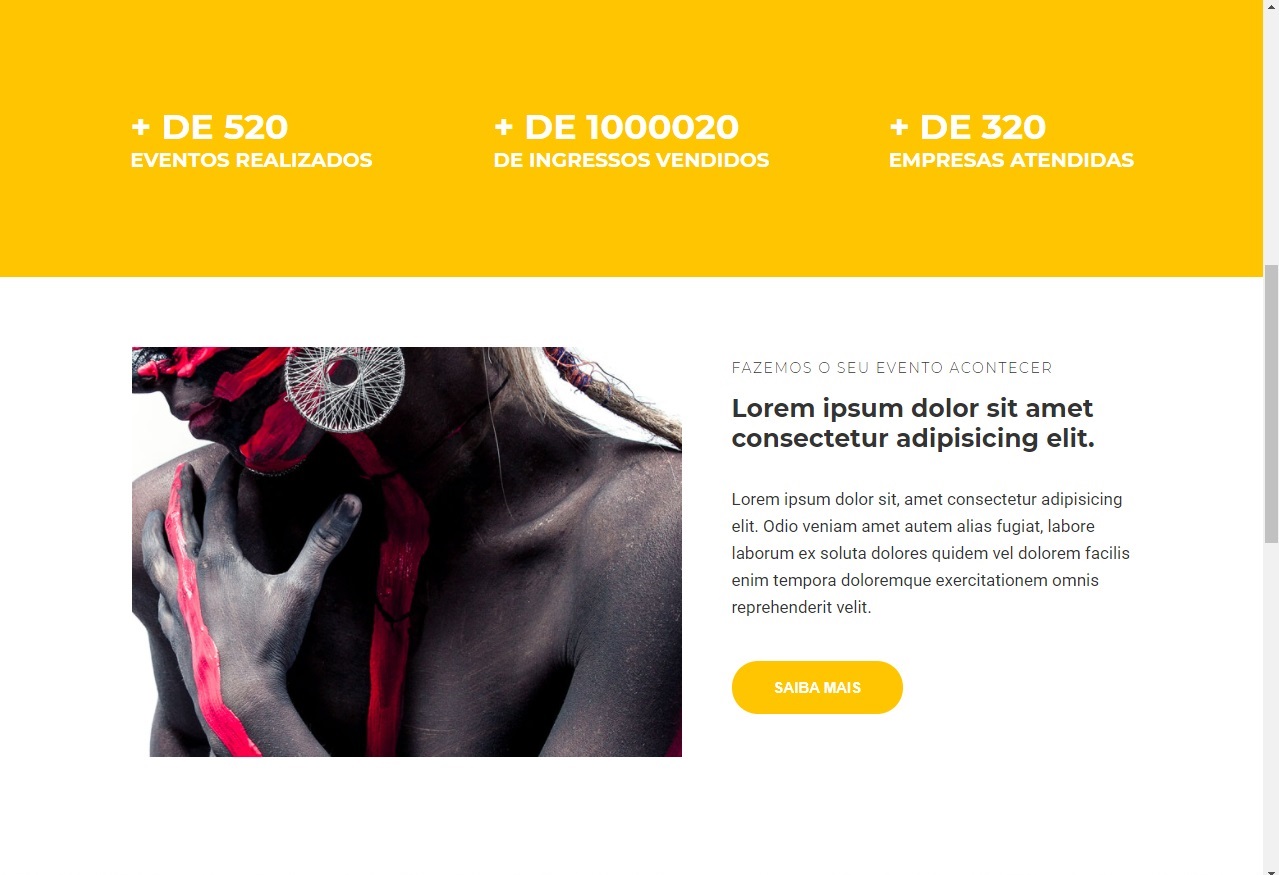 + DE 520
EVENTOS REALIZADOS
+ DE 1000020
DE INGRESSOS VENDIDOS
+ DE 320
EMPRESAS ATENDIDAS
FAZEMOS O SEU EVENTO ACONTECER
Lorem ipsum dolor sit amet
consectetur adipisicing elit.
Lorem ipsum dolor sit, amet consectetur adipisicing
elit. Odio veniam amet autem alias fugiat, labore
laborum ex soluta dolores quidem vel dolorem facilis
enim tempora doloremque exercitationem omnis
reprehenderit velit.
SAIBA MAIS